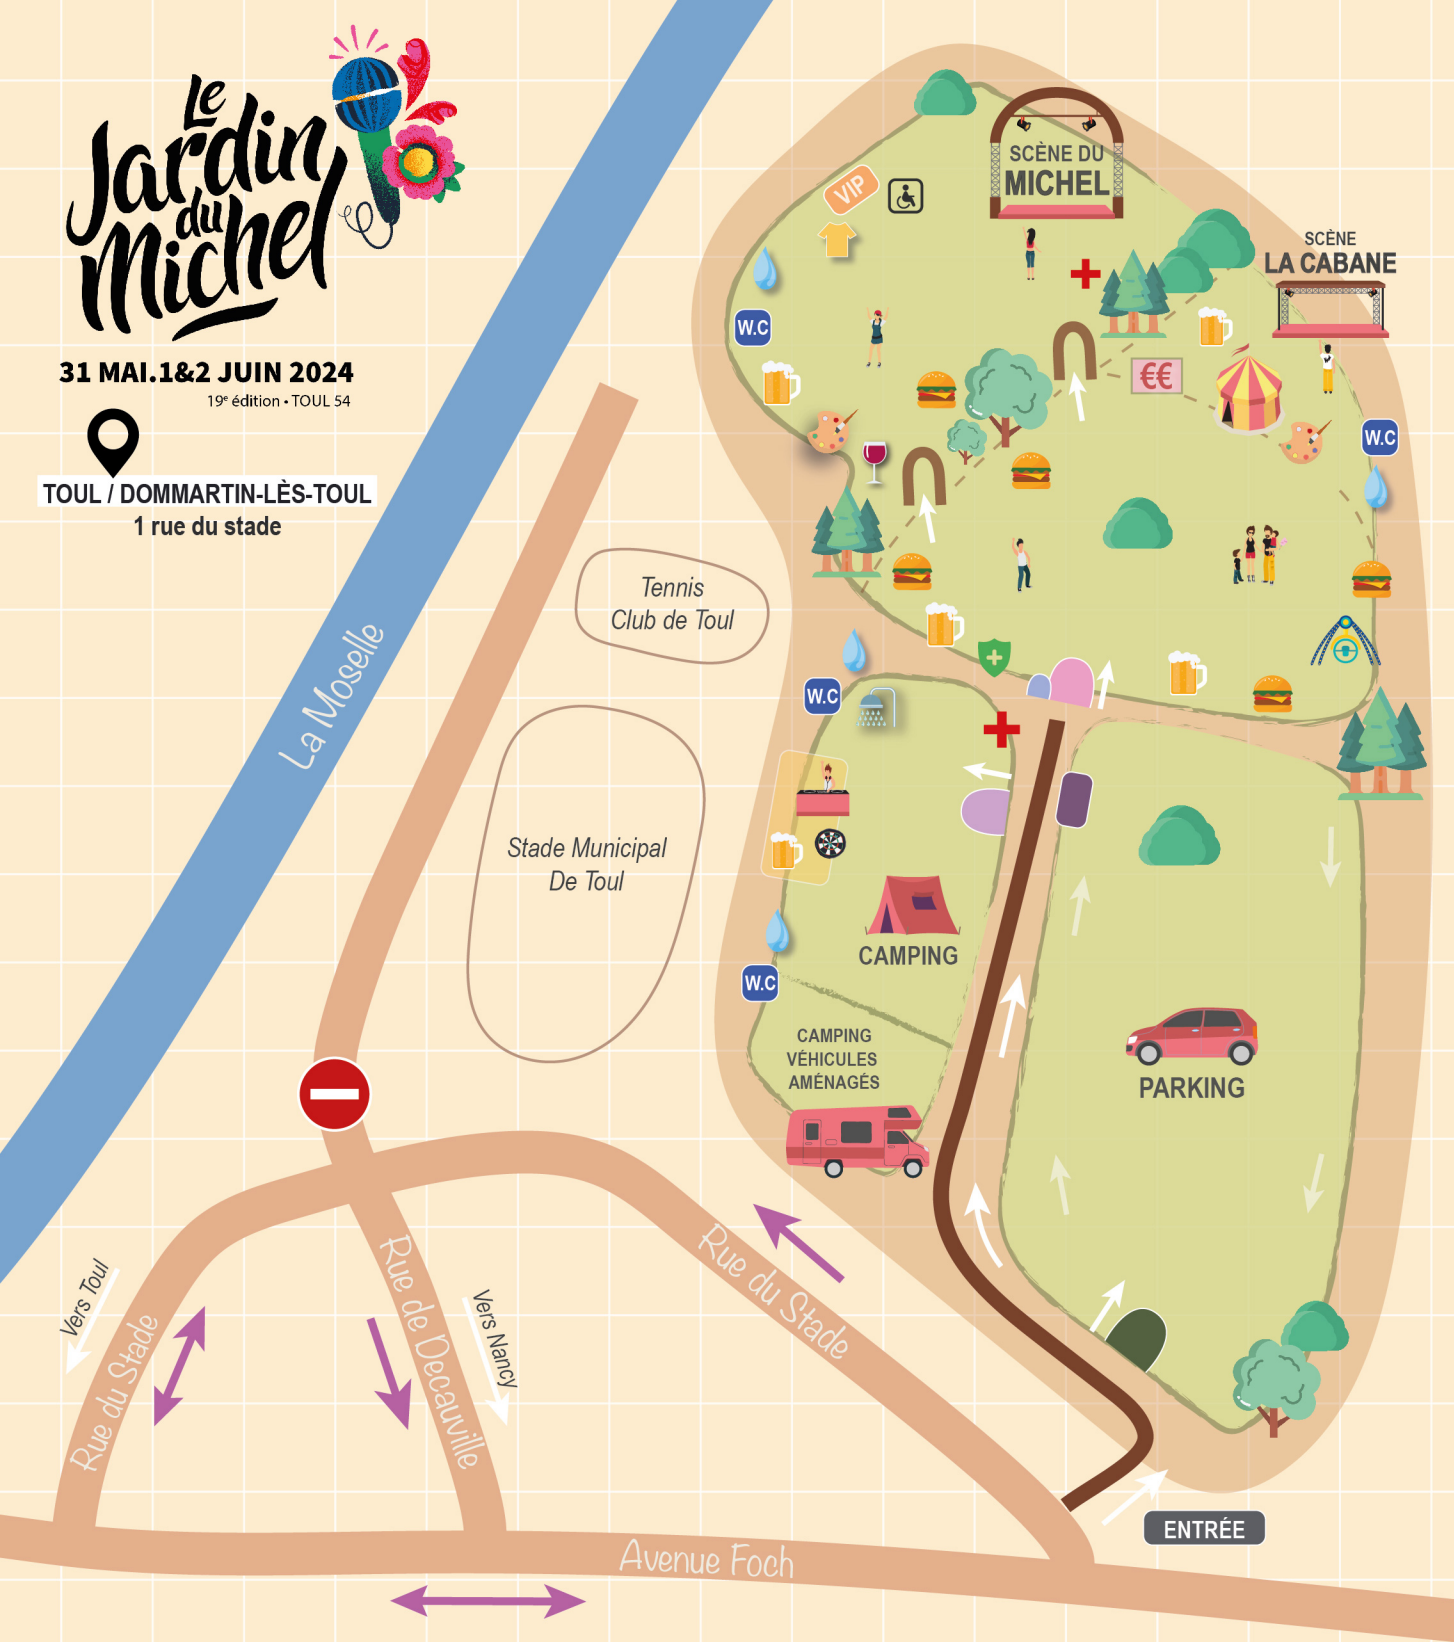 Le
Jardin
du
Michel
31 MAI.1&2 JUIN 2024
19e édition • TOUL 54
TOUL / DOMMARTIN-LÈS-TOUL
1 rue du stade
VIP
SCÈNE DU
MICHEL
SCÈNE
LA CABANE
W.C
€€
W.C
Tennis
Club de Toul
La Moselle
W.C
Stade Municipal
De Toul
CAMPING
W.C
CAMPING
VÉHICULES
AMÉNAGÉS
PARKING
Vers Toul
Rue du Stade
Rue de Decauville
Vers Nancy
Rue du Stade
ENTRÉE
Avenue Foch